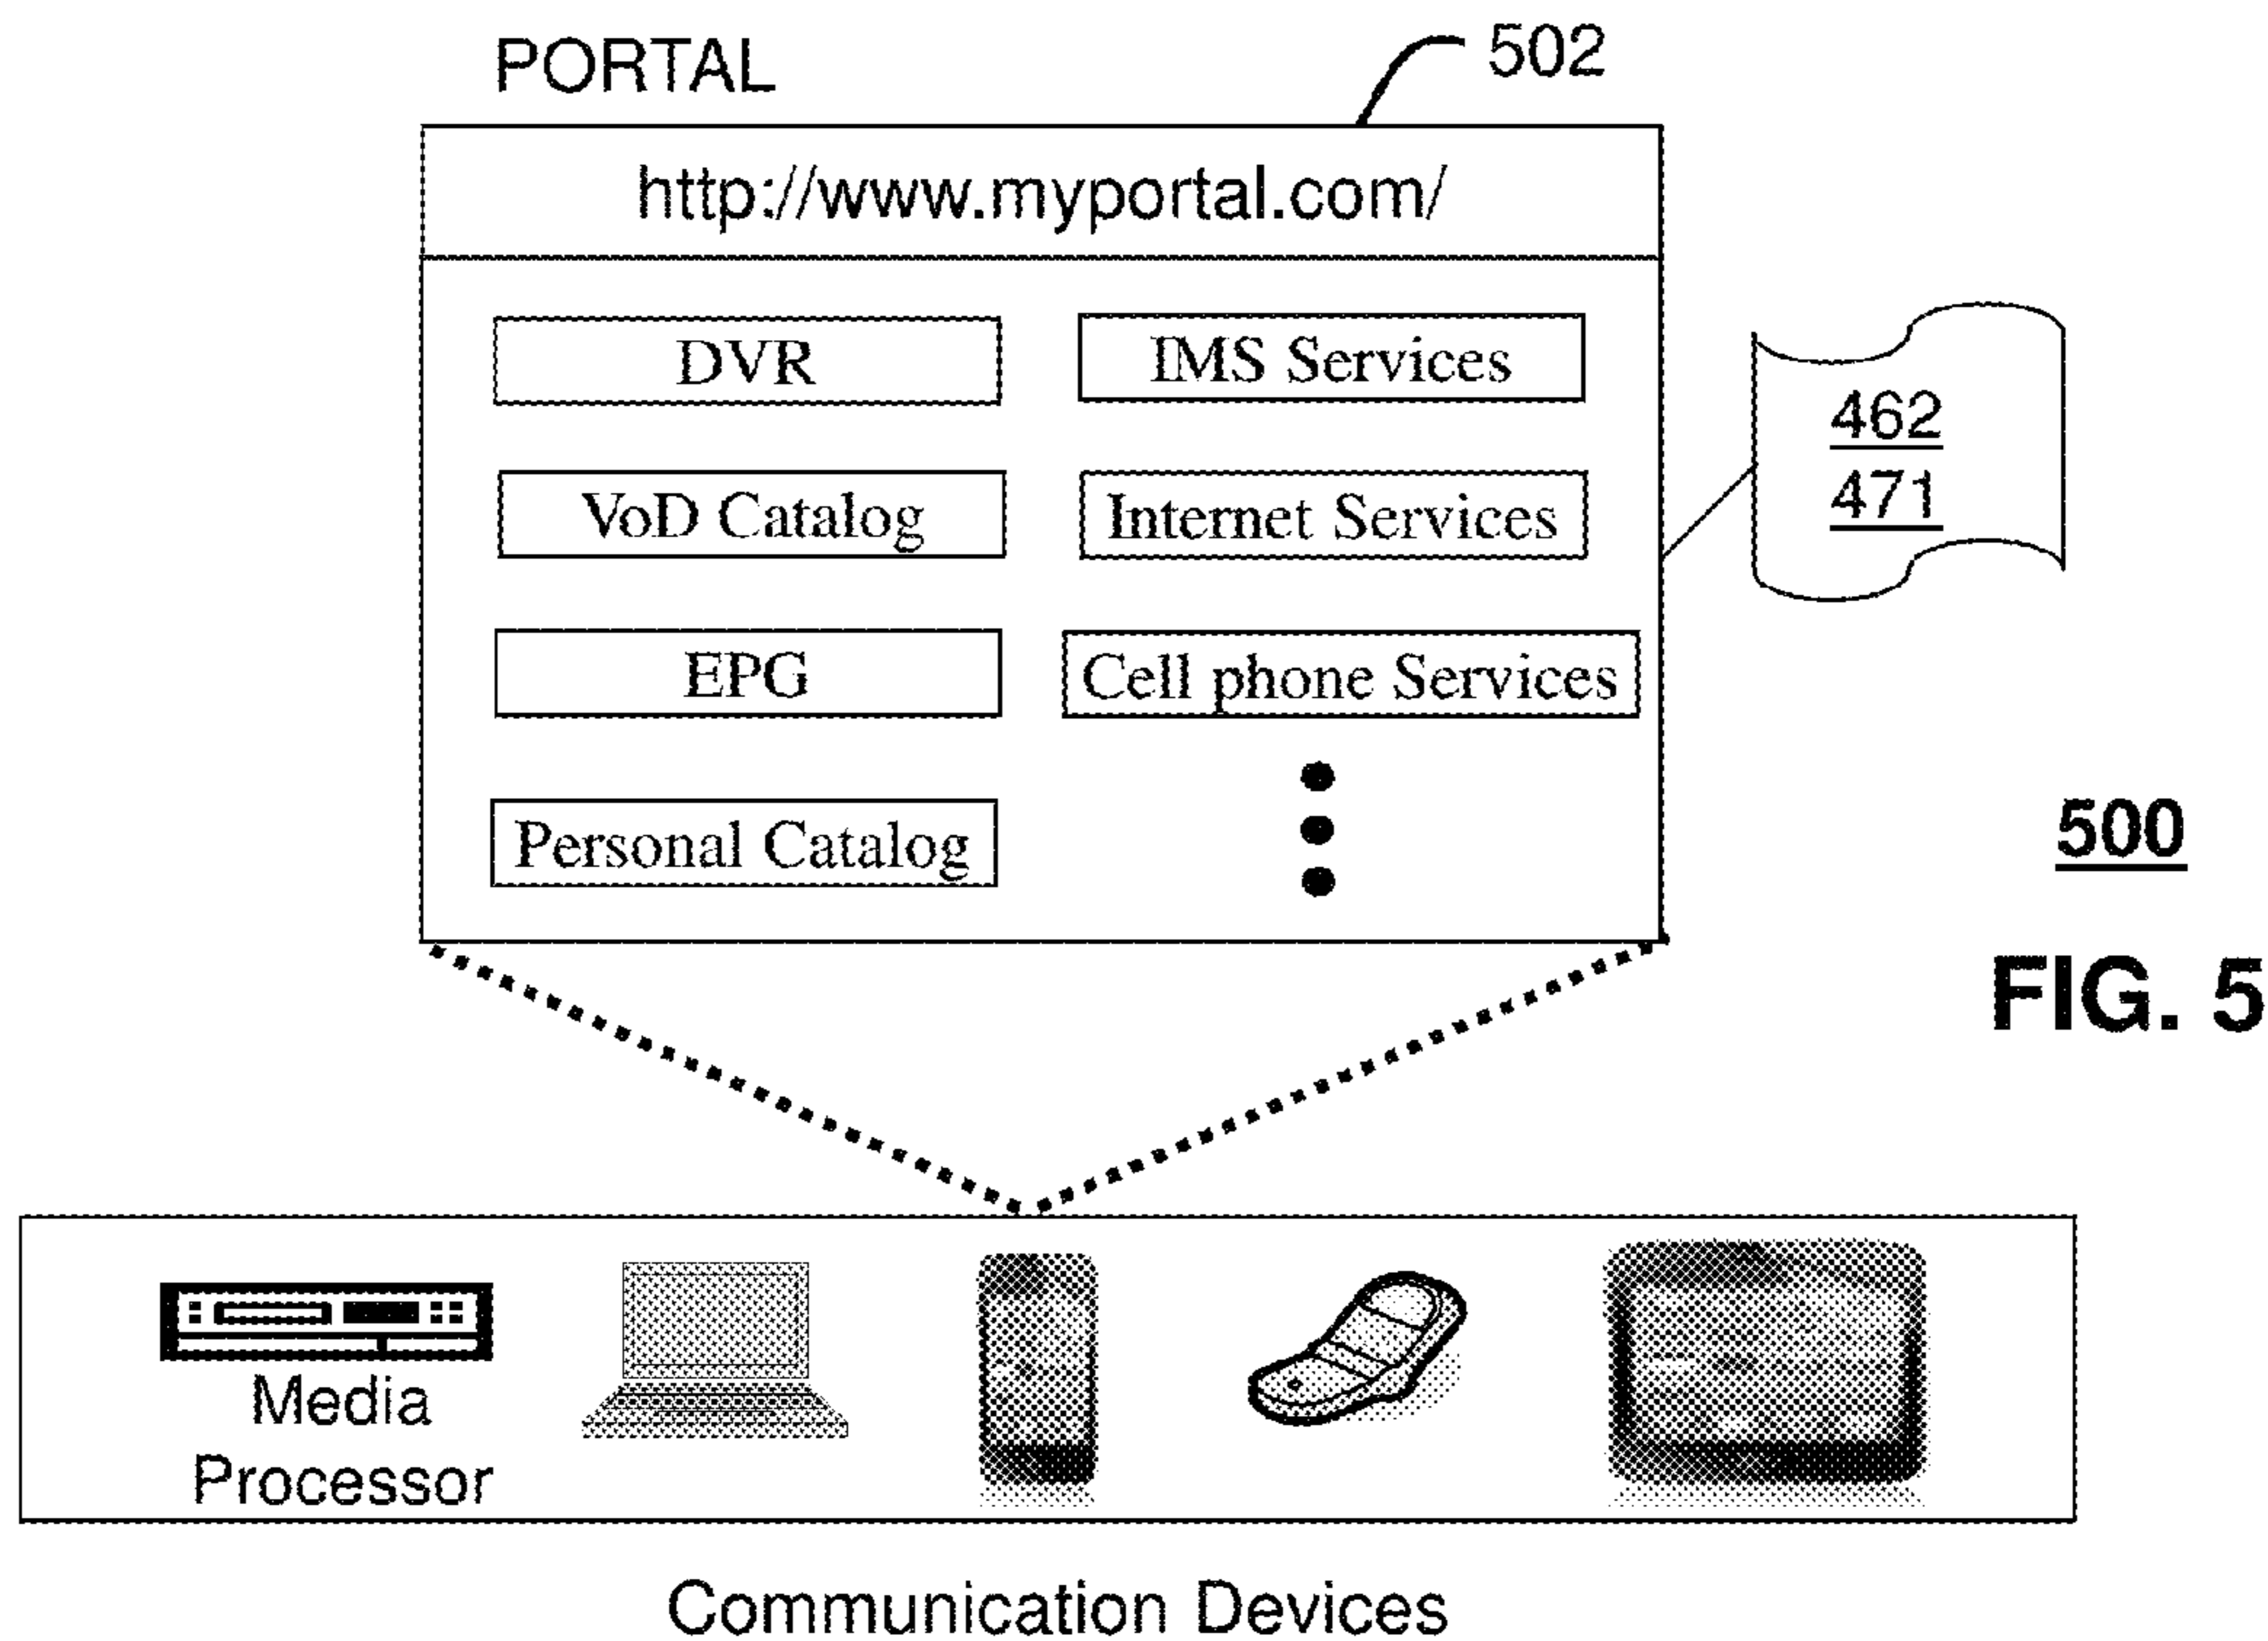 PORTAL
502
http://www.myportal.com/
DVR
IMS Services
VoD Catalog
Internet Services
EPG
Cell phone Services
Personal Catalog
462
471
500
FIG. 5
Media
Processor
Communication Devices